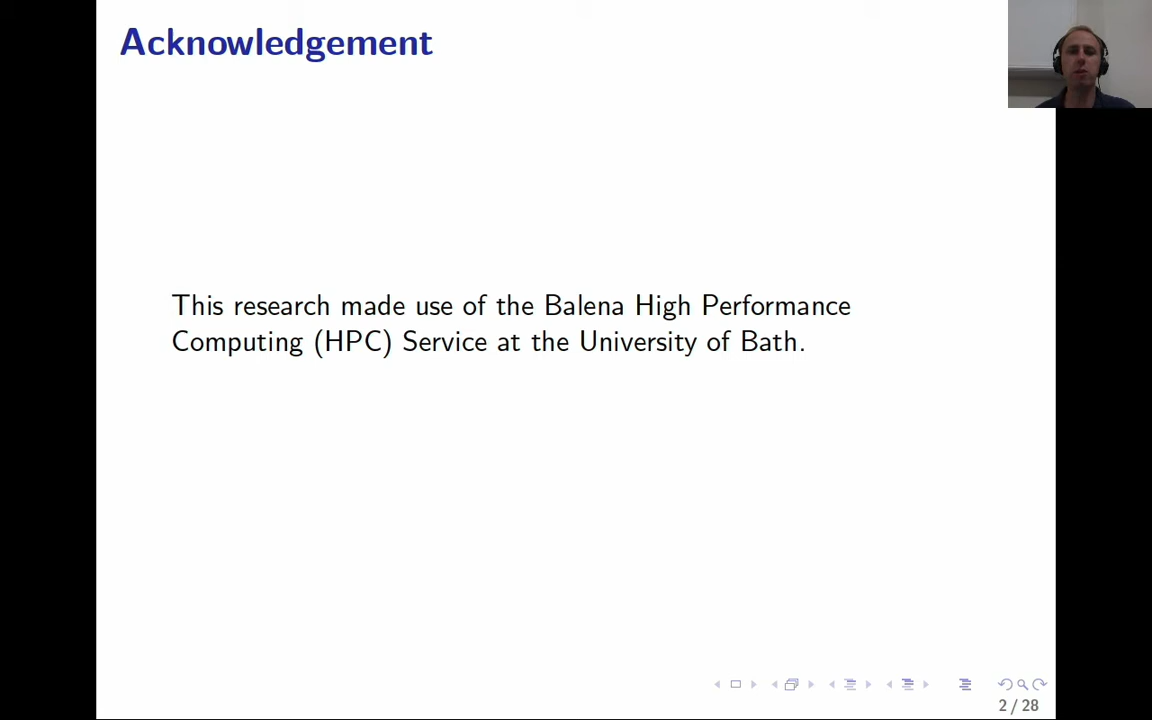 Acknowledgement
This research made use of the Balena High Performance
Computing (HPC) Service at the University of Bath.
2 / 28